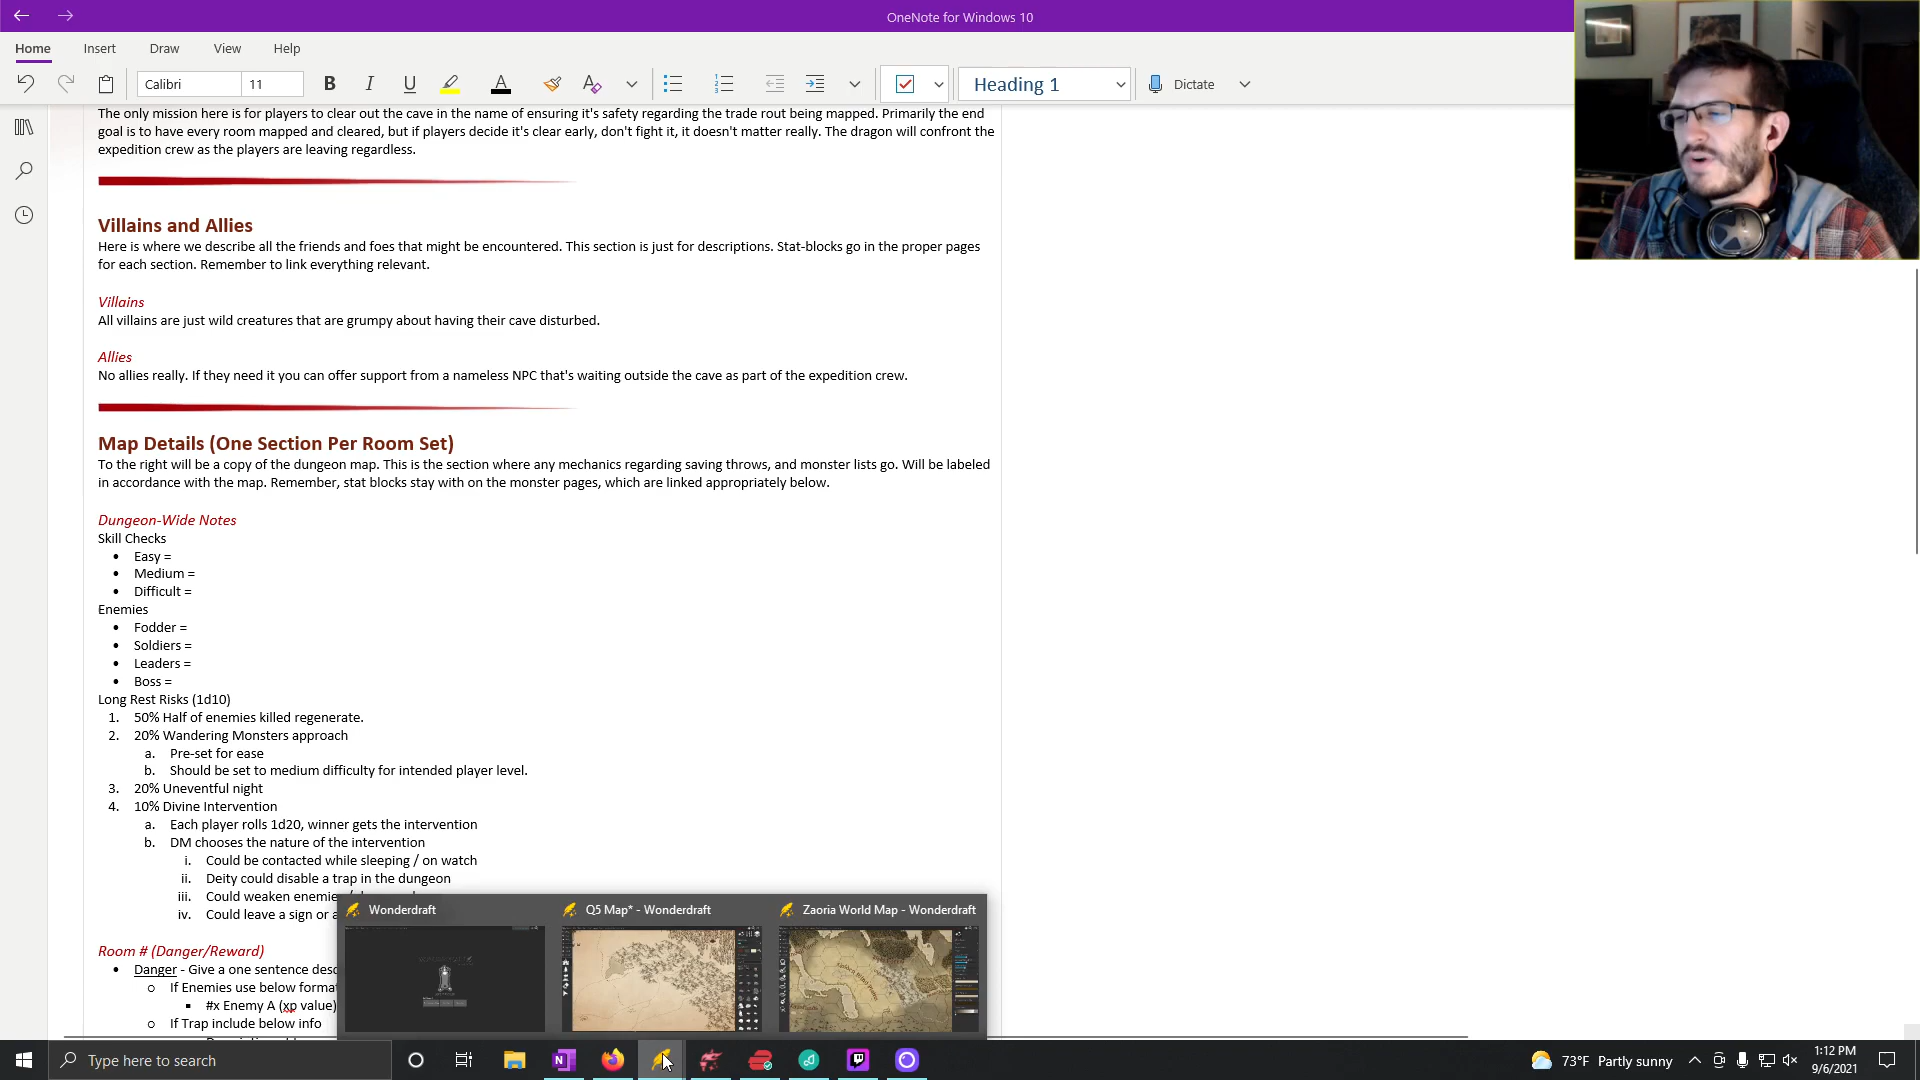 OneNote for Windows 10
Home Insert Draw View Help
Calibri 11 B I U A Heading 1 Dictate
The only mission here is for players to clear out the cave in the name of ensuring it's safety regarding the trade rout being mapped. Primarily the end
goal is to have every room mapped and cleared, but if players decide it's clear early, don't fight it, it doesn't matter really. The dragon will confront the
expedition crew as the players are leaving regardless.
Villains and Allies
Here is where we describe all the friends and foes that might be encountered. This section is just for descriptions. Stat-blocks go in the proper pages
for each section. Remember to link everything relevant.
Villains
All villains are just wild creatures that are grumpy about having their cave disturbed.
Allies
No allies really. If they need it you can offer support from a nameless NPC that's waiting outside the cave as part of the expedition crew.
Map Details (One Section Per Room Set)
To the right will be a copy of the dungeon map. This is the section where any mechanics regarding saving throws, and monster lists go. Will be labeled
in accordance with the map. Remember, stat blocks stay with on the monster pages, which are linked appropriately below.
Dungeon-Wide Notes
Skill Checks
• Easy =
• Medium =
• Difficult =
Enemies
• Fodder =
• Soldiers =
• Leaders =
• Boss =
Long Rest Risks (1d10)
1. 50% Half of enemies killed regenerate.
2. 20% Wandering Monsters approach
a. Pre-set for ease
b. Should be set to medium difficulty for intended player level.
3. 20% Uneventful night
4. 10% Divine Intervention
a. Each player rolls 1d20, winner gets the intervention
b. DM chooses the nature of the intervention
i. Could be contacted while sleeping / on watch
ii. Deity could disable a trap in the dungeon
iii. Could weaken enemie
iv. Could leave a sign or a
Room # (Danger/Reward)
• Danger - Give a one sentence desc
o If Enemies use below format
▪ #x Enemy A (xp value)
o If Trap include below info
Wonderdraft
Q5 Map* - Wonderdraft
Zaoria World Map - Wonderdraft
Type here to search
73°F Partly sunny
1:12 PM
9/6/2021